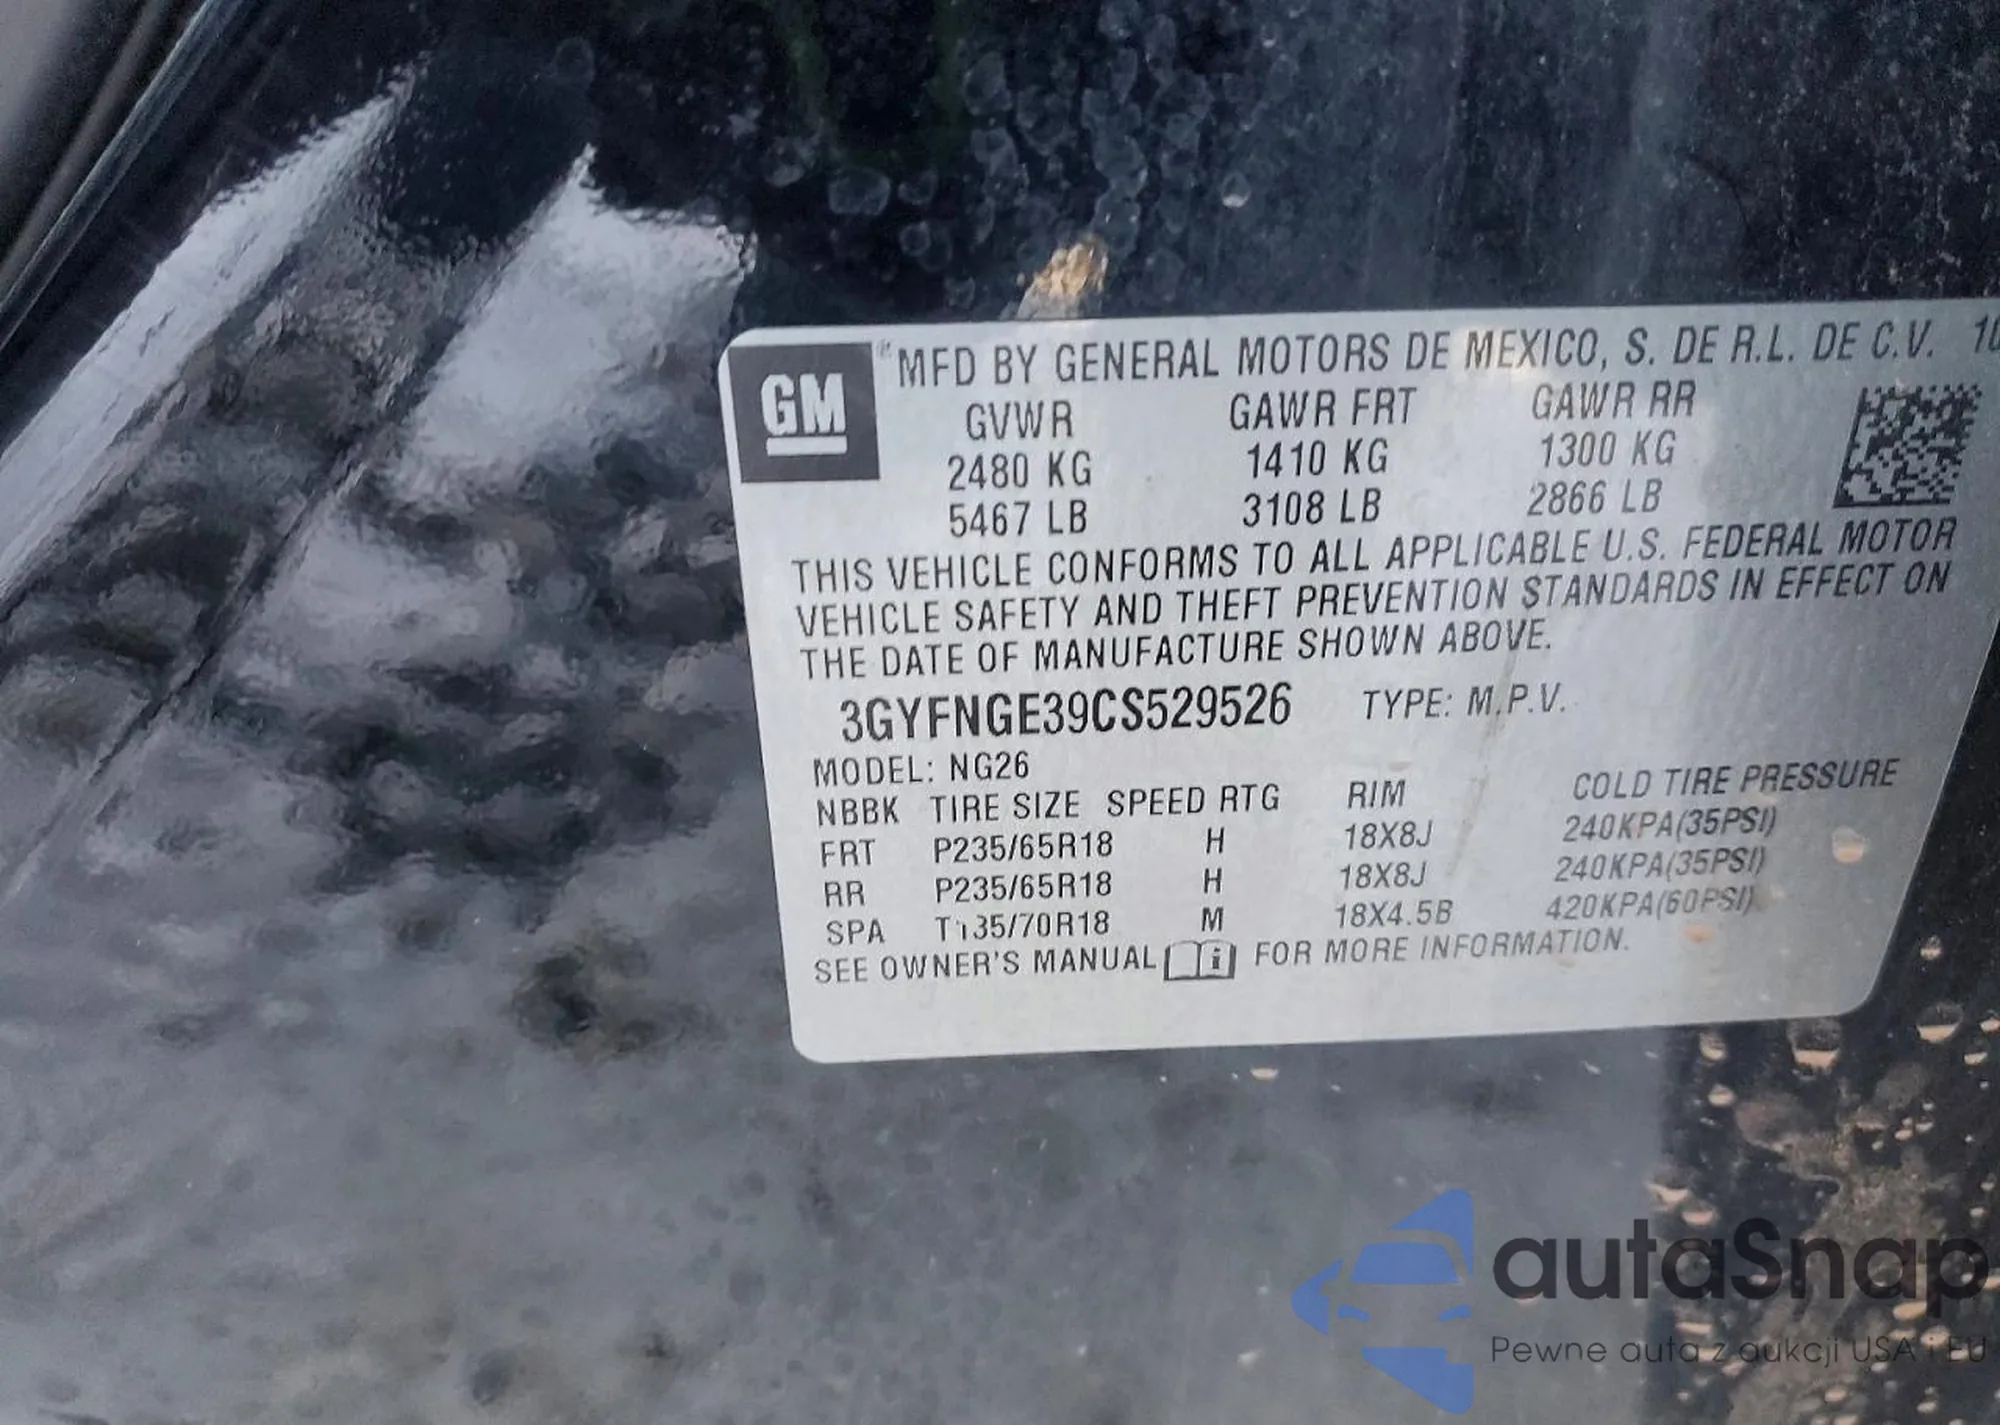 GM
MFD BY GENERAL MOTORS DE MEXICO, S. DE R.L. DE C.V. 10
GVWR GAWR FRT GAWR RR
2480 KG 1410 KG 1300 KG
5467 LB 3108 LB 2866 LB
THIS VEHICLE CONFORMS TO ALL APPLICABLE U.S. FEDERAL MOTOR
VEHICLE SAFETY AND THEFT PREVENTION STANDARDS IN EFFECT ON
THE DATE OF MANUFACTURE SHOWN ABOVE.
3GYFNGE39CS529526 TYPE: M.P.V.
MODEL: NG26
NBBK TIRE SIZE SPEED RTG RIM COLD TIRE PRESSURE
FRT P235/65R18 H 18X8J 240KPA(35PSI)
RR P235/65R18 H 18X8J 240KPA(35PSI)
SPA T135/70R18 M 18X4.5B 420KPA(60PSI)
SEE OWNER'S MANUAL i FOR MORE INFORMATION.
autaSnap
Pewne auta z aukcji USA i EU